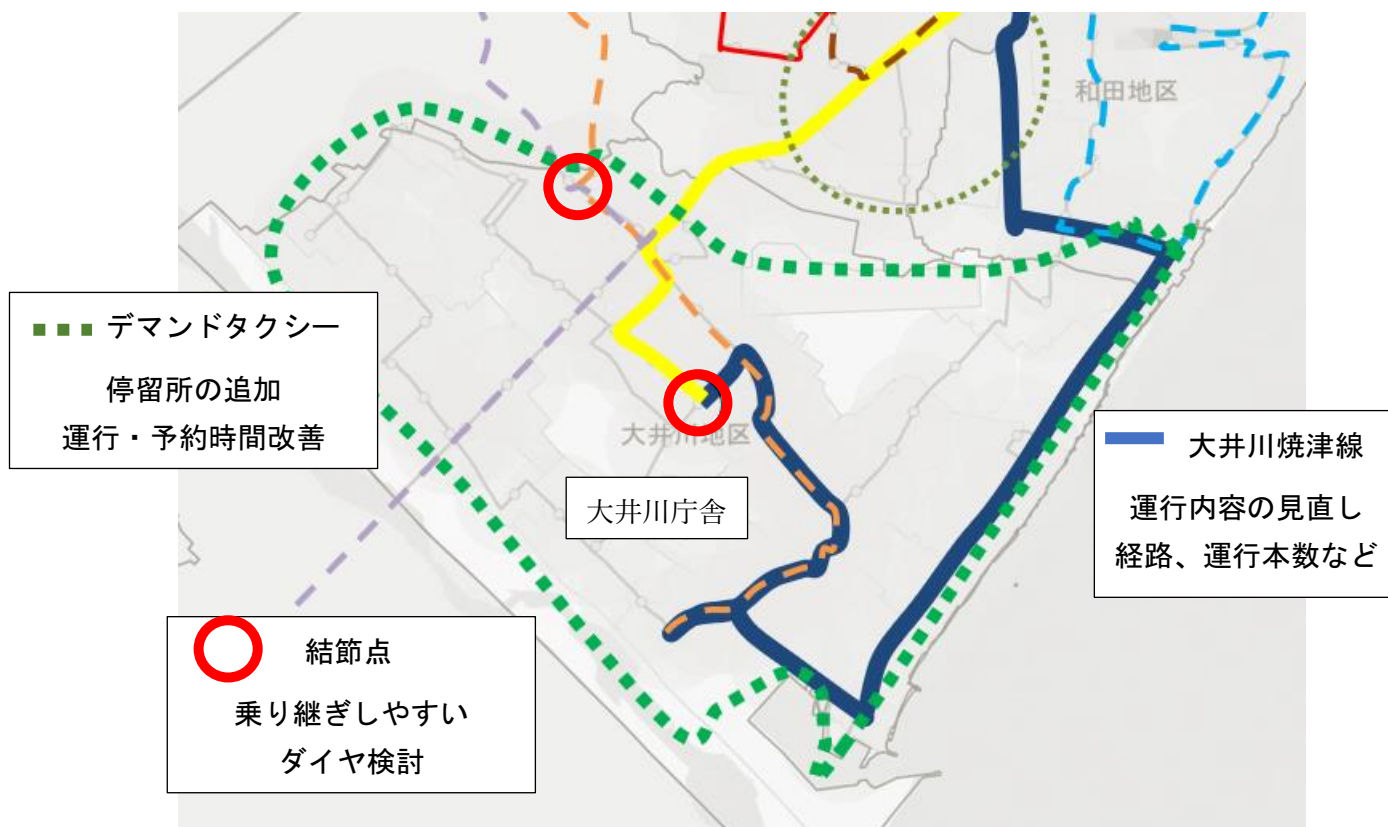 和田地区
デマンドタクシー
停留所の追加
運行・予約時間改善
大井川地区
大井川庁舎
大井川焼津線
運行内容の見直し
経路、運行本数など
結節点
乗り継ぎしやすい
ダイヤ検討